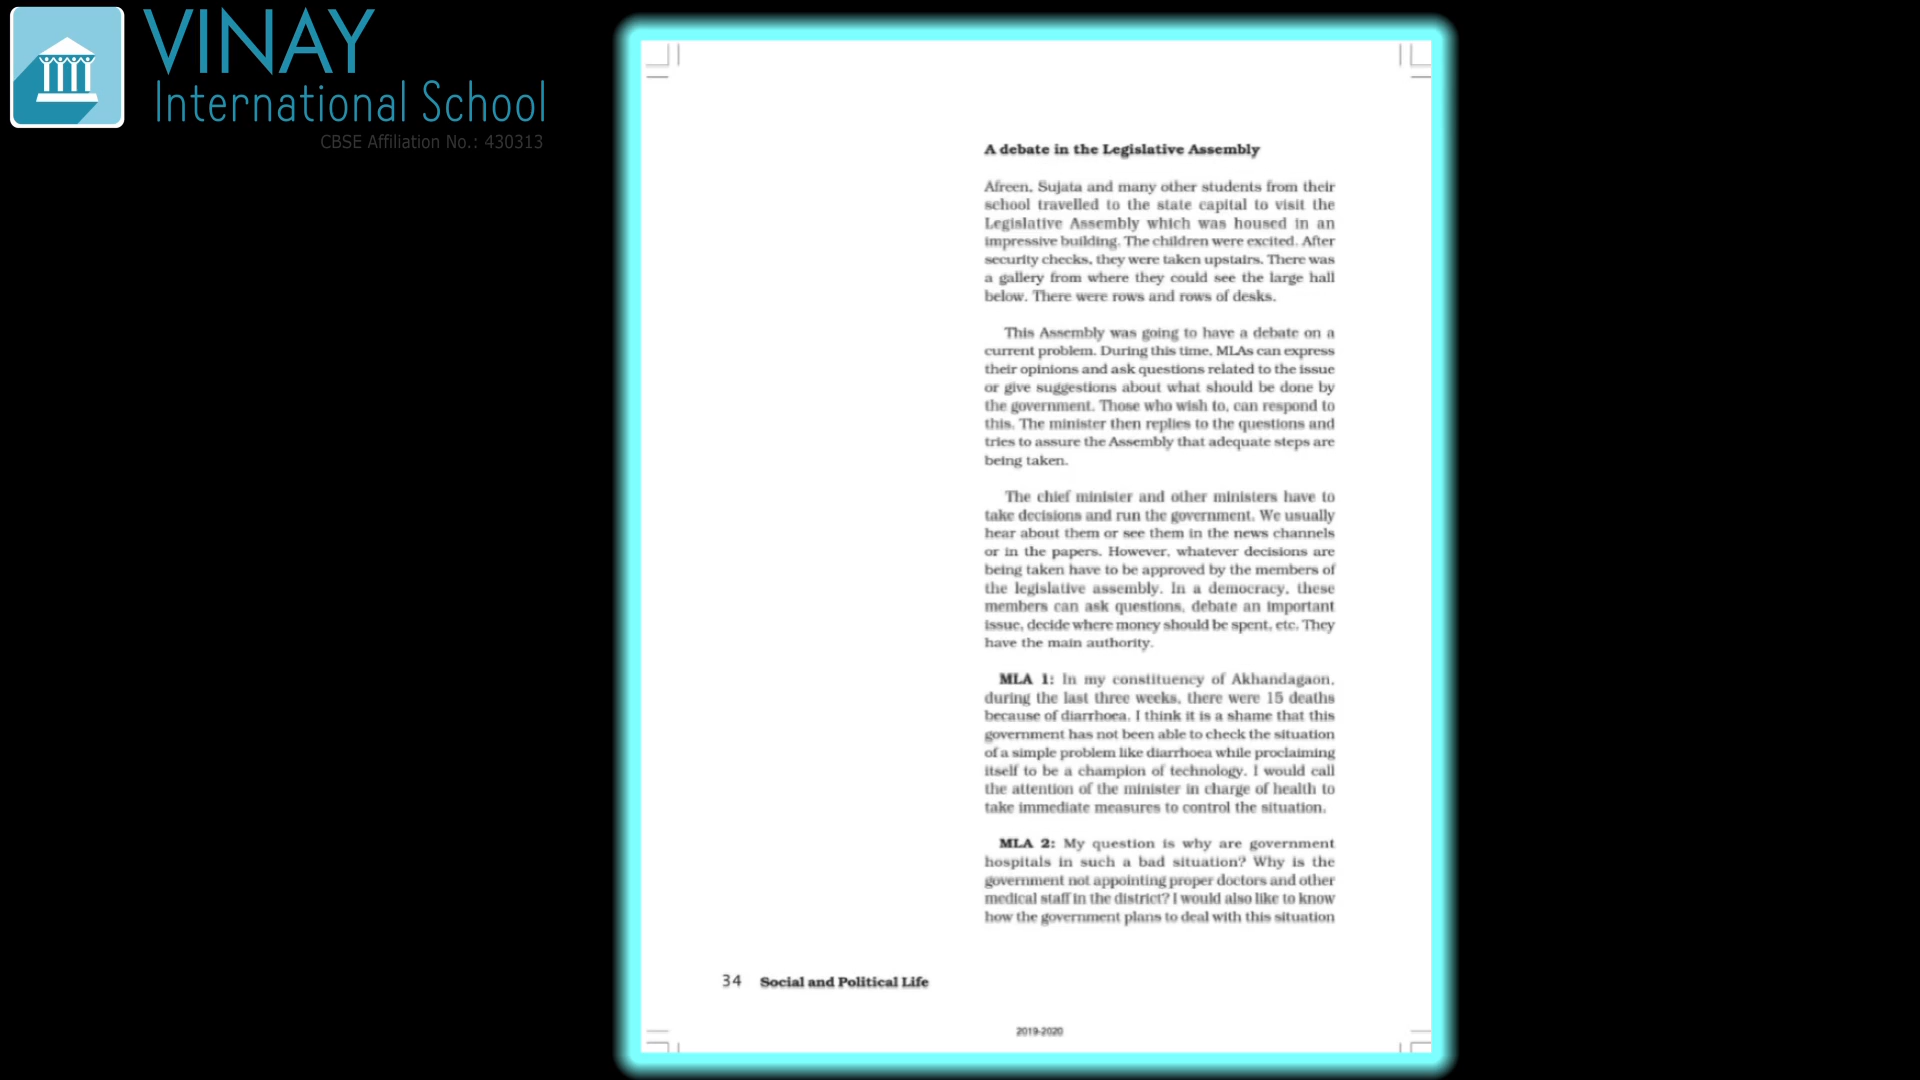 VINAY
International School
CBSE Affiliation No.: 430313
A debate in the Legislative Assembly
Afreen, Sujata and many other students from their
school travelled to the state capital to visit the
Legislative Assembly which was housed in an
impressive building. The children were excited. After
security checks, they were taken upstairs. There was
a gallery from where they could see the large hall
below. There were rows and rows of desks.
This Assembly was going to have a debate on a
current problem. During this time, MLAs can express
their opinions and ask questions related to the issue
or give suggestions about what should be done by
the government. Those who wish to, can respond to
this. The minister then replies to the questions and
tries to assure the Assembly that adequate steps are
being taken.
The chief minister and other ministers have to
take decisions and run the government. We usually
hear about them or see them in the news channels
or in the papers. However, whatever decisions are
being taken have to be approved by the members of
the legislative assembly. In a democracy, these
members can ask questions, debate an important
issue, decide where money should be spent, etc. They
have the main authority.
MLA 1: In my constituency of Akhandagaon,
during the last three weeks, there were 15 deaths
because of diarrhoea. I think it is a shame that this
government has not been able to check the situation
of a simple problem like diarrhoea while proclaiming
itself to be a champion of technology. I would call
the attention of the minister in charge of health to
take immediate measures to control the situation.
MLA 2: My question is why are government
hospitals in such a bad situation? Why is the
government not appointing proper doctors and other
medical staff in the district? I would also like to know
how the government plans to deal with this situation
34 Social and Political Life
2019-2020